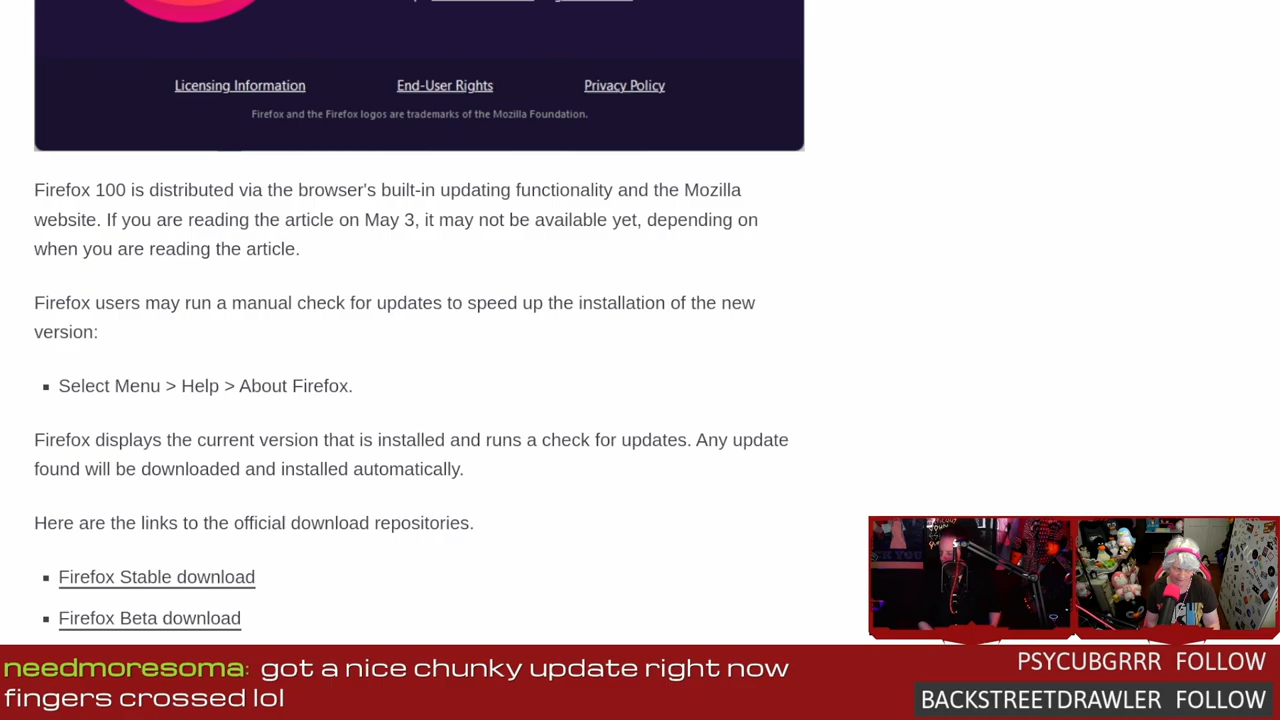 Licensing Information End-User Rights Privacy Policy
Firefox and the Firefox logos are trademarks of the Mozilla Foundation.
Firefox 100 is distributed via the browser's built-in updating functionality and the Mozilla
website. If you are reading the article on May 3, it may not be available yet, depending on
when you are reading the article.
Firefox users may run a manual check for updates to speed up the installation of the new
version:
▪ Select Menu > Help > About Firefox.
Firefox displays the current version that is installed and runs a check for updates. Any update
found will be downloaded and installed automatically.
Here are the links to the official download repositories.
▪ Firefox Stable download
▪ Firefox Beta download
needmoresoma: got a nice chunky update right now
fingers crossed lol
PSYCUBGRRR FOLLOW
BACKSTREETDRAWLER FOLLOW